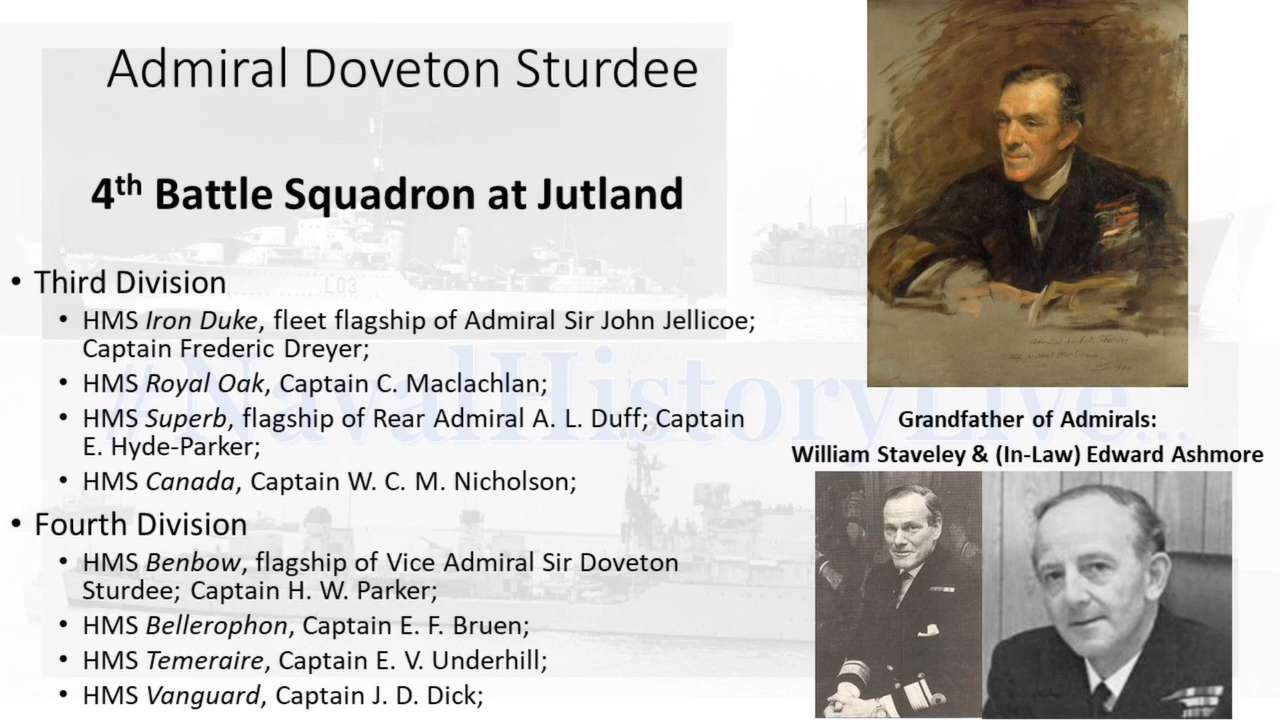 Admiral Doveton Sturdee
4th Battle Squadron at Jutland
• Third Division
• HMS Iron Duke, fleet flagship of Admiral Sir John Jellicoe;
Captain Frederic Dreyer;
• HMS Royal Oak, Captain C. Maclachlan;
• HMS Superb, flagship of Rear Admiral A. L. Duff; Captain
E. Hyde-Parker;
• HMS Canada, Captain W. C. M. Nicholson;
• Fourth Division
• HMS Benbow, flagship of Vice Admiral Sir Doveton
Sturdee; Captain H. W. Parker;
• HMS Bellerophon, Captain E. F. Bruen;
• HMS Temeraire, Captain E. V. Underhill;
• HMS Vanguard, Captain J. D. Dick;
Grandfather of Admirals:
William Staveley & (In-Law) Edward Ashmore
#NavalHistoryLive...
L03